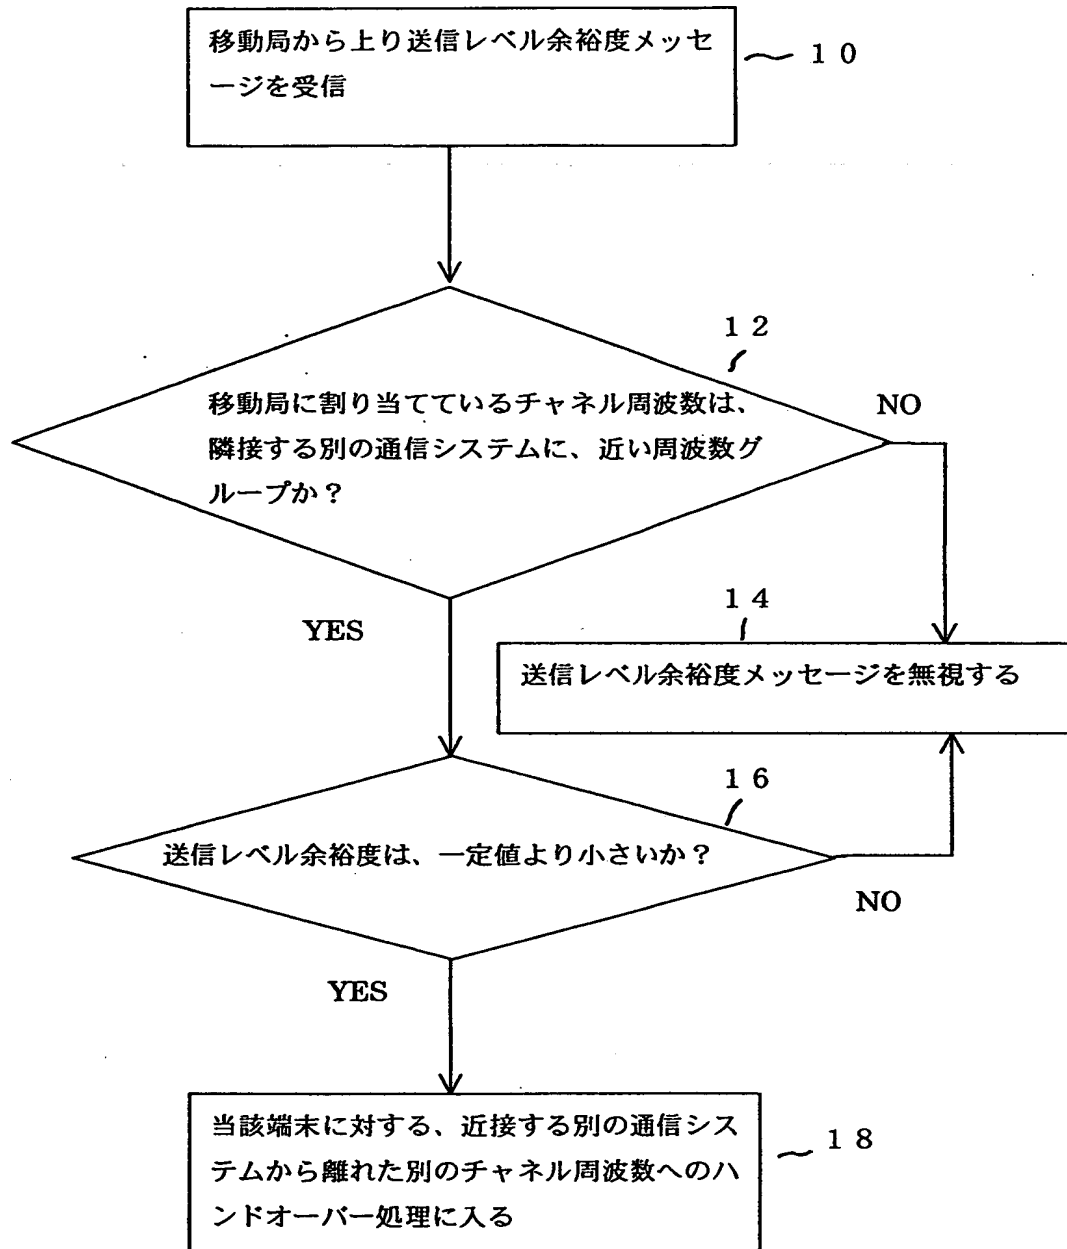 移動局から上り送信レベル余裕度メッセ
ージを受信
１０
１２
移動局に割り当てているチャネル周波数は、
隣接する別の通信システムに、近い周波数グ
ループか？
NO
YES
１４
送信レベル余裕度メッセージを無視する
１６
送信レベル余裕度は、一定値より小さいか？
NO
YES
当該端末に対する、近接する別の通信シス
テムから離れた別のチャネル周波数へのハ
ンドオーバー処理に入る
１８